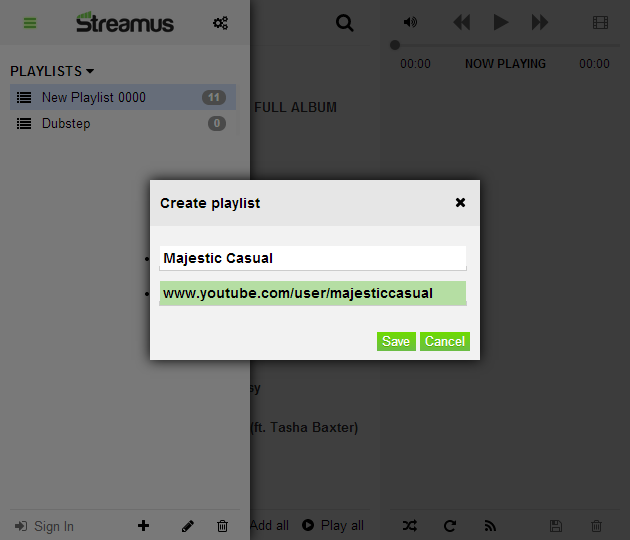 Streamus
PLAYLISTS
New Playlist 0000 11
Dubstep 0
FULL ALBUM
00:00 NOW PLAYING 00:00
Create playlist
Majestic Casual
www.youtube.com/user/majesticcasual
Save Cancel
(ft. Tasha Baxter)
Sign In
Add all Play all